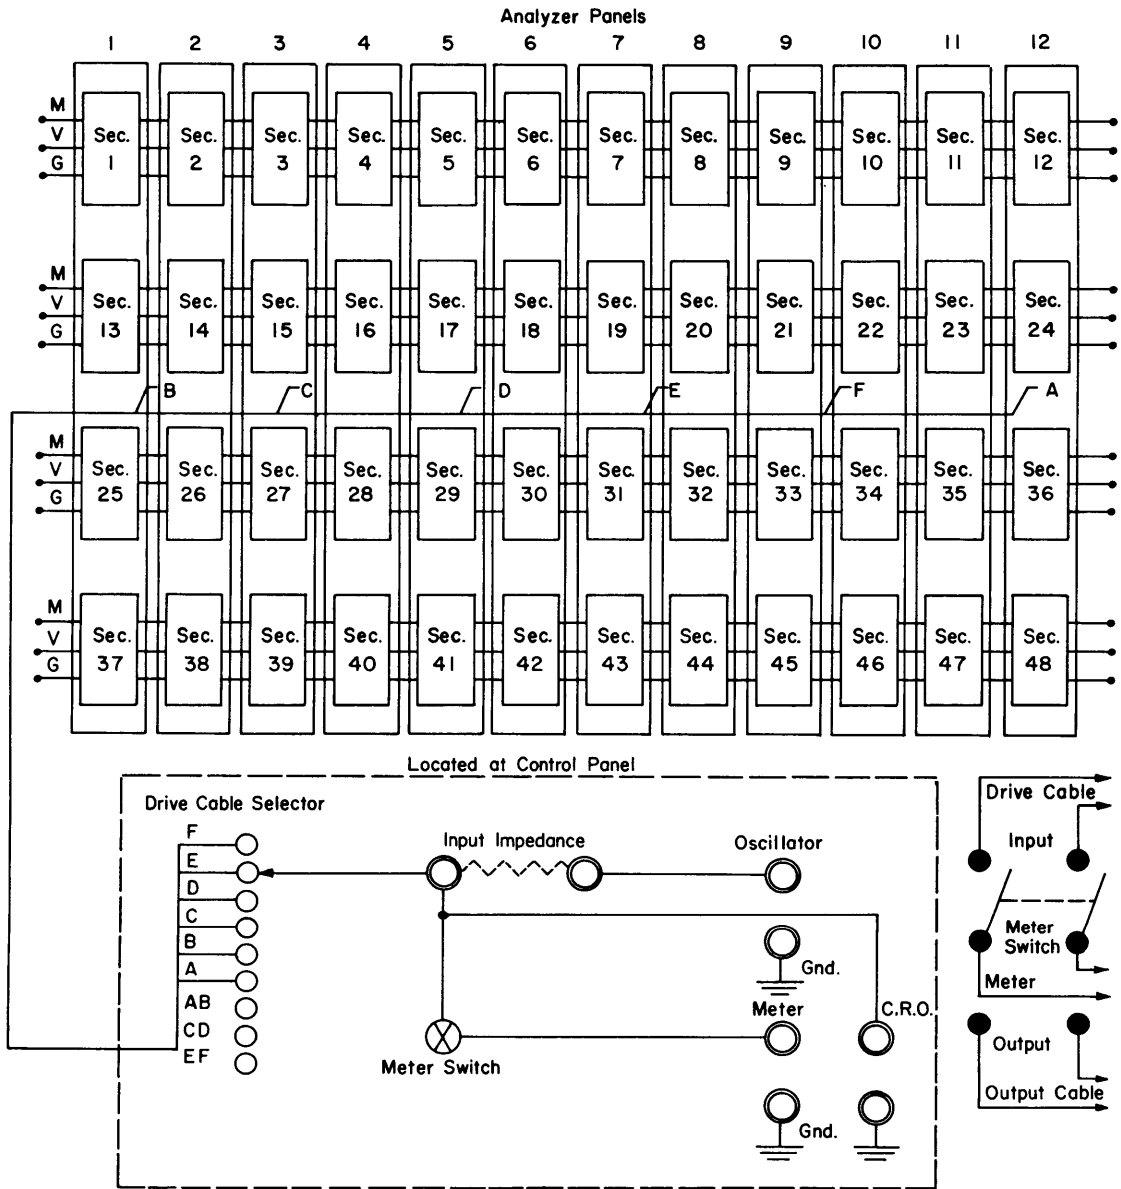 Analyzer Panels
1 2 3 4 5 6 7 8 9 10 11 12
M
V
G
Sec. 1 Sec. 2 Sec. 3 Sec. 4 Sec. 5 Sec. 6 Sec. 7 Sec. 8 Sec. 9 Sec. 10 Sec. 11 Sec. 12
M
V
G
Sec. 13 Sec. 14 Sec. 15 Sec. 16 Sec. 17 Sec. 18 Sec. 19 Sec. 20 Sec. 21 Sec. 22 Sec. 23 Sec. 24
B C D E F A
M
V
G
Sec. 25 Sec. 26 Sec. 27 Sec. 28 Sec. 29 Sec. 30 Sec. 31 Sec. 32 Sec. 33 Sec. 34 Sec. 35 Sec. 36
M
V
G
Sec. 37 Sec. 38 Sec. 39 Sec. 40 Sec. 41 Sec. 42 Sec. 43 Sec. 44 Sec. 45 Sec. 46 Sec. 47 Sec. 48
Located at Control Panel
Drive Cable Selector
F
E
D
C
B
A
AB
CD
EF
Input Impedance
Oscillator
Gnd.
Meter
C.R.O.
Meter Switch
Gnd.
Drive Cable
Input
Meter
Switch
Meter
Output
Output Cable